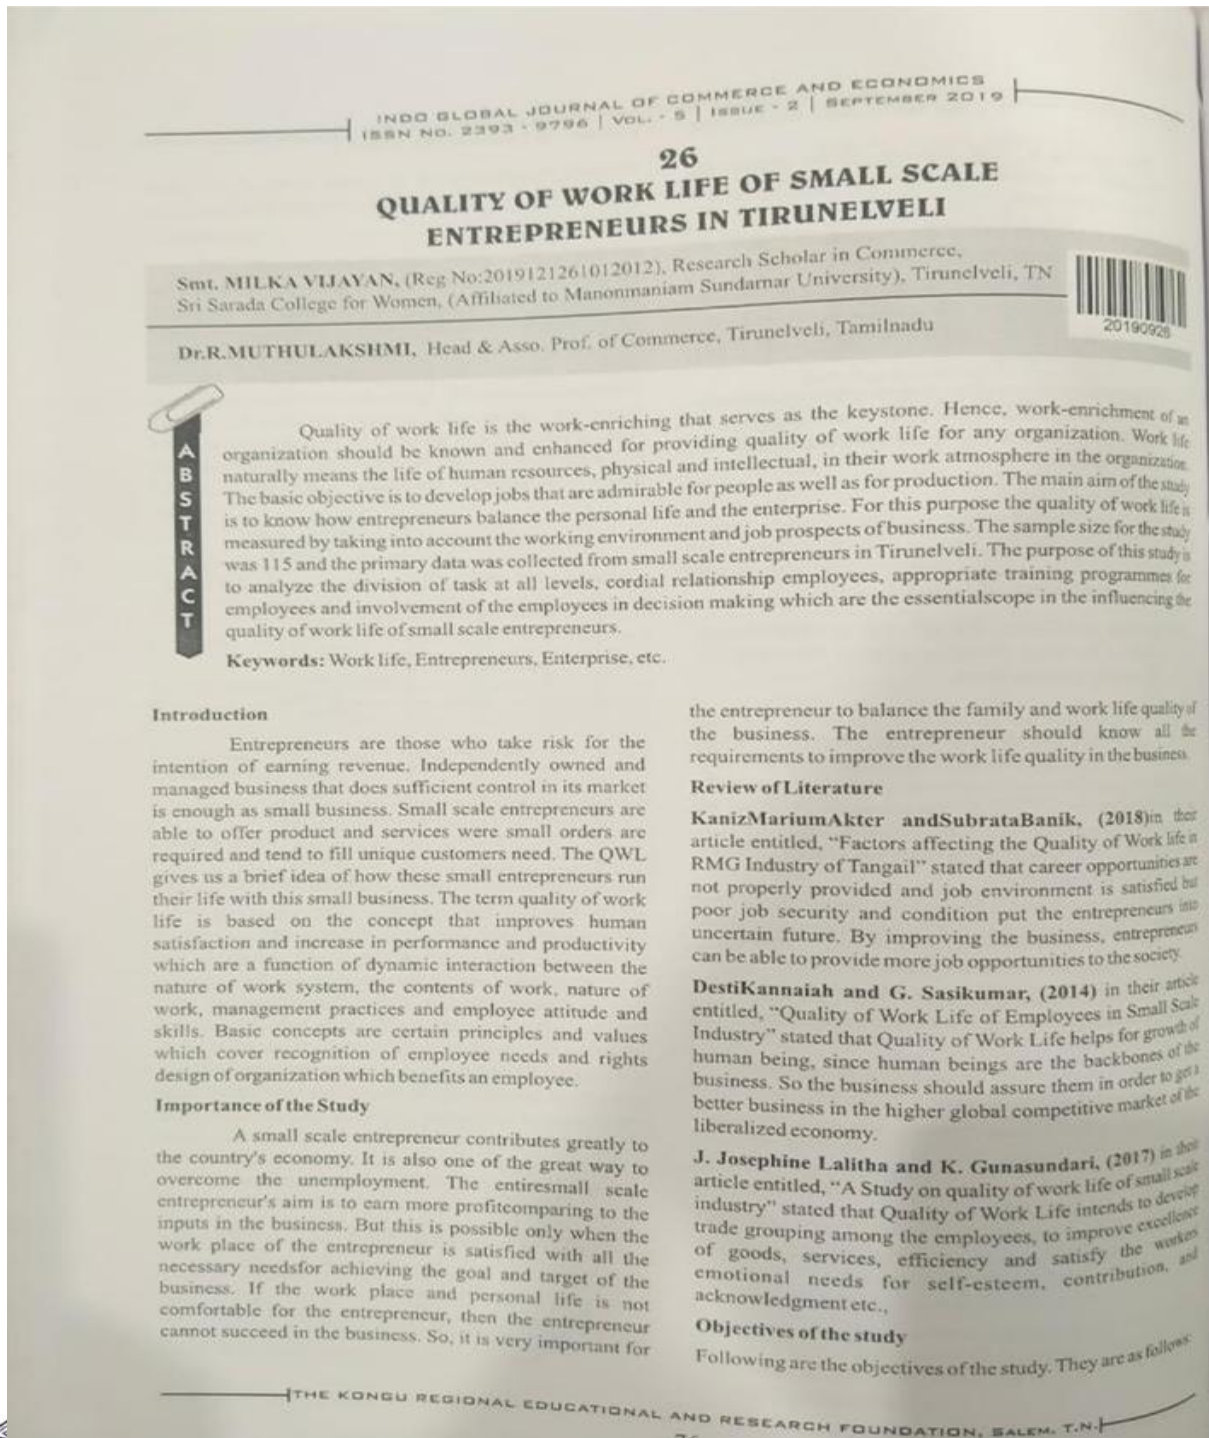 INDO GLOBAL JOURNAL OF COMMERCE AND ECONOMICS
ISSN NO. 2393 - 9796 | VOL. - 5 | ISSUE - 2 | SEPTEMBER 2019
26
QUALITY OF WORK LIFE OF SMALL SCALE
ENTREPRENEURS IN TIRUNELVELI
Smt. MILKA VIJAYAN, (Reg No:2019121261012012), Research Scholar in Commerce,
Sri Sarada College for Women, (Affiliated to Manonmaniam Sundarnar University), Tirunelveli, TN
20190926
Dr.R.MUTHULAKSHMI, Head & Asso. Prof. of Commerce, Tirunelveli, Tamilnadu
ABSTRACT
Quality of work life is the work-enriching that serves as the keystone. Hence, work-enrichment of an
organization should be known and enhanced for providing quality of work life for any organization. Work life
naturally means the life of human resources, physical and intellectual, in their work atmosphere in the organization.
The basic objective is to develop jobs that are admirable for people as well as for production. The main aim of the study
is to know how entrepreneurs balance the personal life and the enterprise. For this purpose the quality of work life is
measured by taking into account the working environment and job prospects of business. The sample size for the study
was 115 and the primary data was collected from small scale entrepreneurs in Tirunelveli. The purpose of this study is
to analyze the division of task at all levels, cordial relationship employees, appropriate training programmes for
employees and involvement of the employees in decision making which are the essentialscope in the influencing the
quality of work life of small scale entrepreneurs.
Keywords: Work life, Entrepreneurs, Enterprise, etc.
Introduction
Entrepreneurs are those who take risk for the
intention of earning revenue. Independently owned and
managed business that does sufficient control in its market
is enough as small business. Small scale entrepreneurs are
able to offer product and services were small orders are
required and tend to fill unique customers need. The QWL
gives us a brief idea of how these small entrepreneurs run
their life with this small business. The term quality of work
life is based on the concept that improves human
satisfaction and increase in performance and productivity
which are a function of dynamic interaction between the
nature of work system, the contents of work, nature of
work, management practices and employee attitude and
skills. Basic concepts are certain principles and values
which cover recognition of employee needs and rights
design of organization which benefits an employee.
Importance of the Study
A small scale entrepreneur contributes greatly to
the country's economy. It is also one of the great way to
overcome the unemployment. The entiresmall scale
entrepreneur's aim is to earn more profitcomparing to the
inputs in the business. But this is possible only when the
work place of the entrepreneur is satisfied with all the
necessary needsfor achieving the goal and target of the
business. If the work place and personal life is not
comfortable for the entrepreneur, then the entrepreneur
cannot succeed in the business. So, it is very important for
the entrepreneur to balance the family and work life quality of
the business. The entrepreneur should know all the
requirements to improve the work life quality in the business.
Review of Literature
KanizMariumAkter andSubrataBanik, (2018)in their
article entitled, "Factors affecting the Quality of Work life in
RMG Industry of Tangail" stated that career opportunities are
not properly provided and job environment is satisfied but
poor job security and condition put the entrepreneurs into
uncertain future. By improving the business, entrepreneurs
can be able to provide more job opportunities to the society.
DestiKannaiah and G. Sasikumar, (2014) in their article
entitled, "Quality of Work Life of Employees in Small Scale
Industry" stated that Quality of Work Life helps for growth of
human being, since human beings are the backbones of the
business. So the business should assure them in order to get a
better business in the higher global competitive market of the
liberalized economy.
J. Josephine Lalitha and K. Gunasundari, (2017) in their
article entitled, "A Study on quality of work life of small scale
industry" stated that Quality of Work Life intends to develop
trade grouping among the employees, to improve excellence
of goods, services, efficiency and satisfy the workers
emotional needs for self-esteem, contribution, and
acknowledgment etc.,
Objectives of the study
Following are the objectives of the study. They are as follows:
THE KONGU REGIONAL EDUCATIONAL AND RESEARCH FOUNDATION, SALEM, T.N.